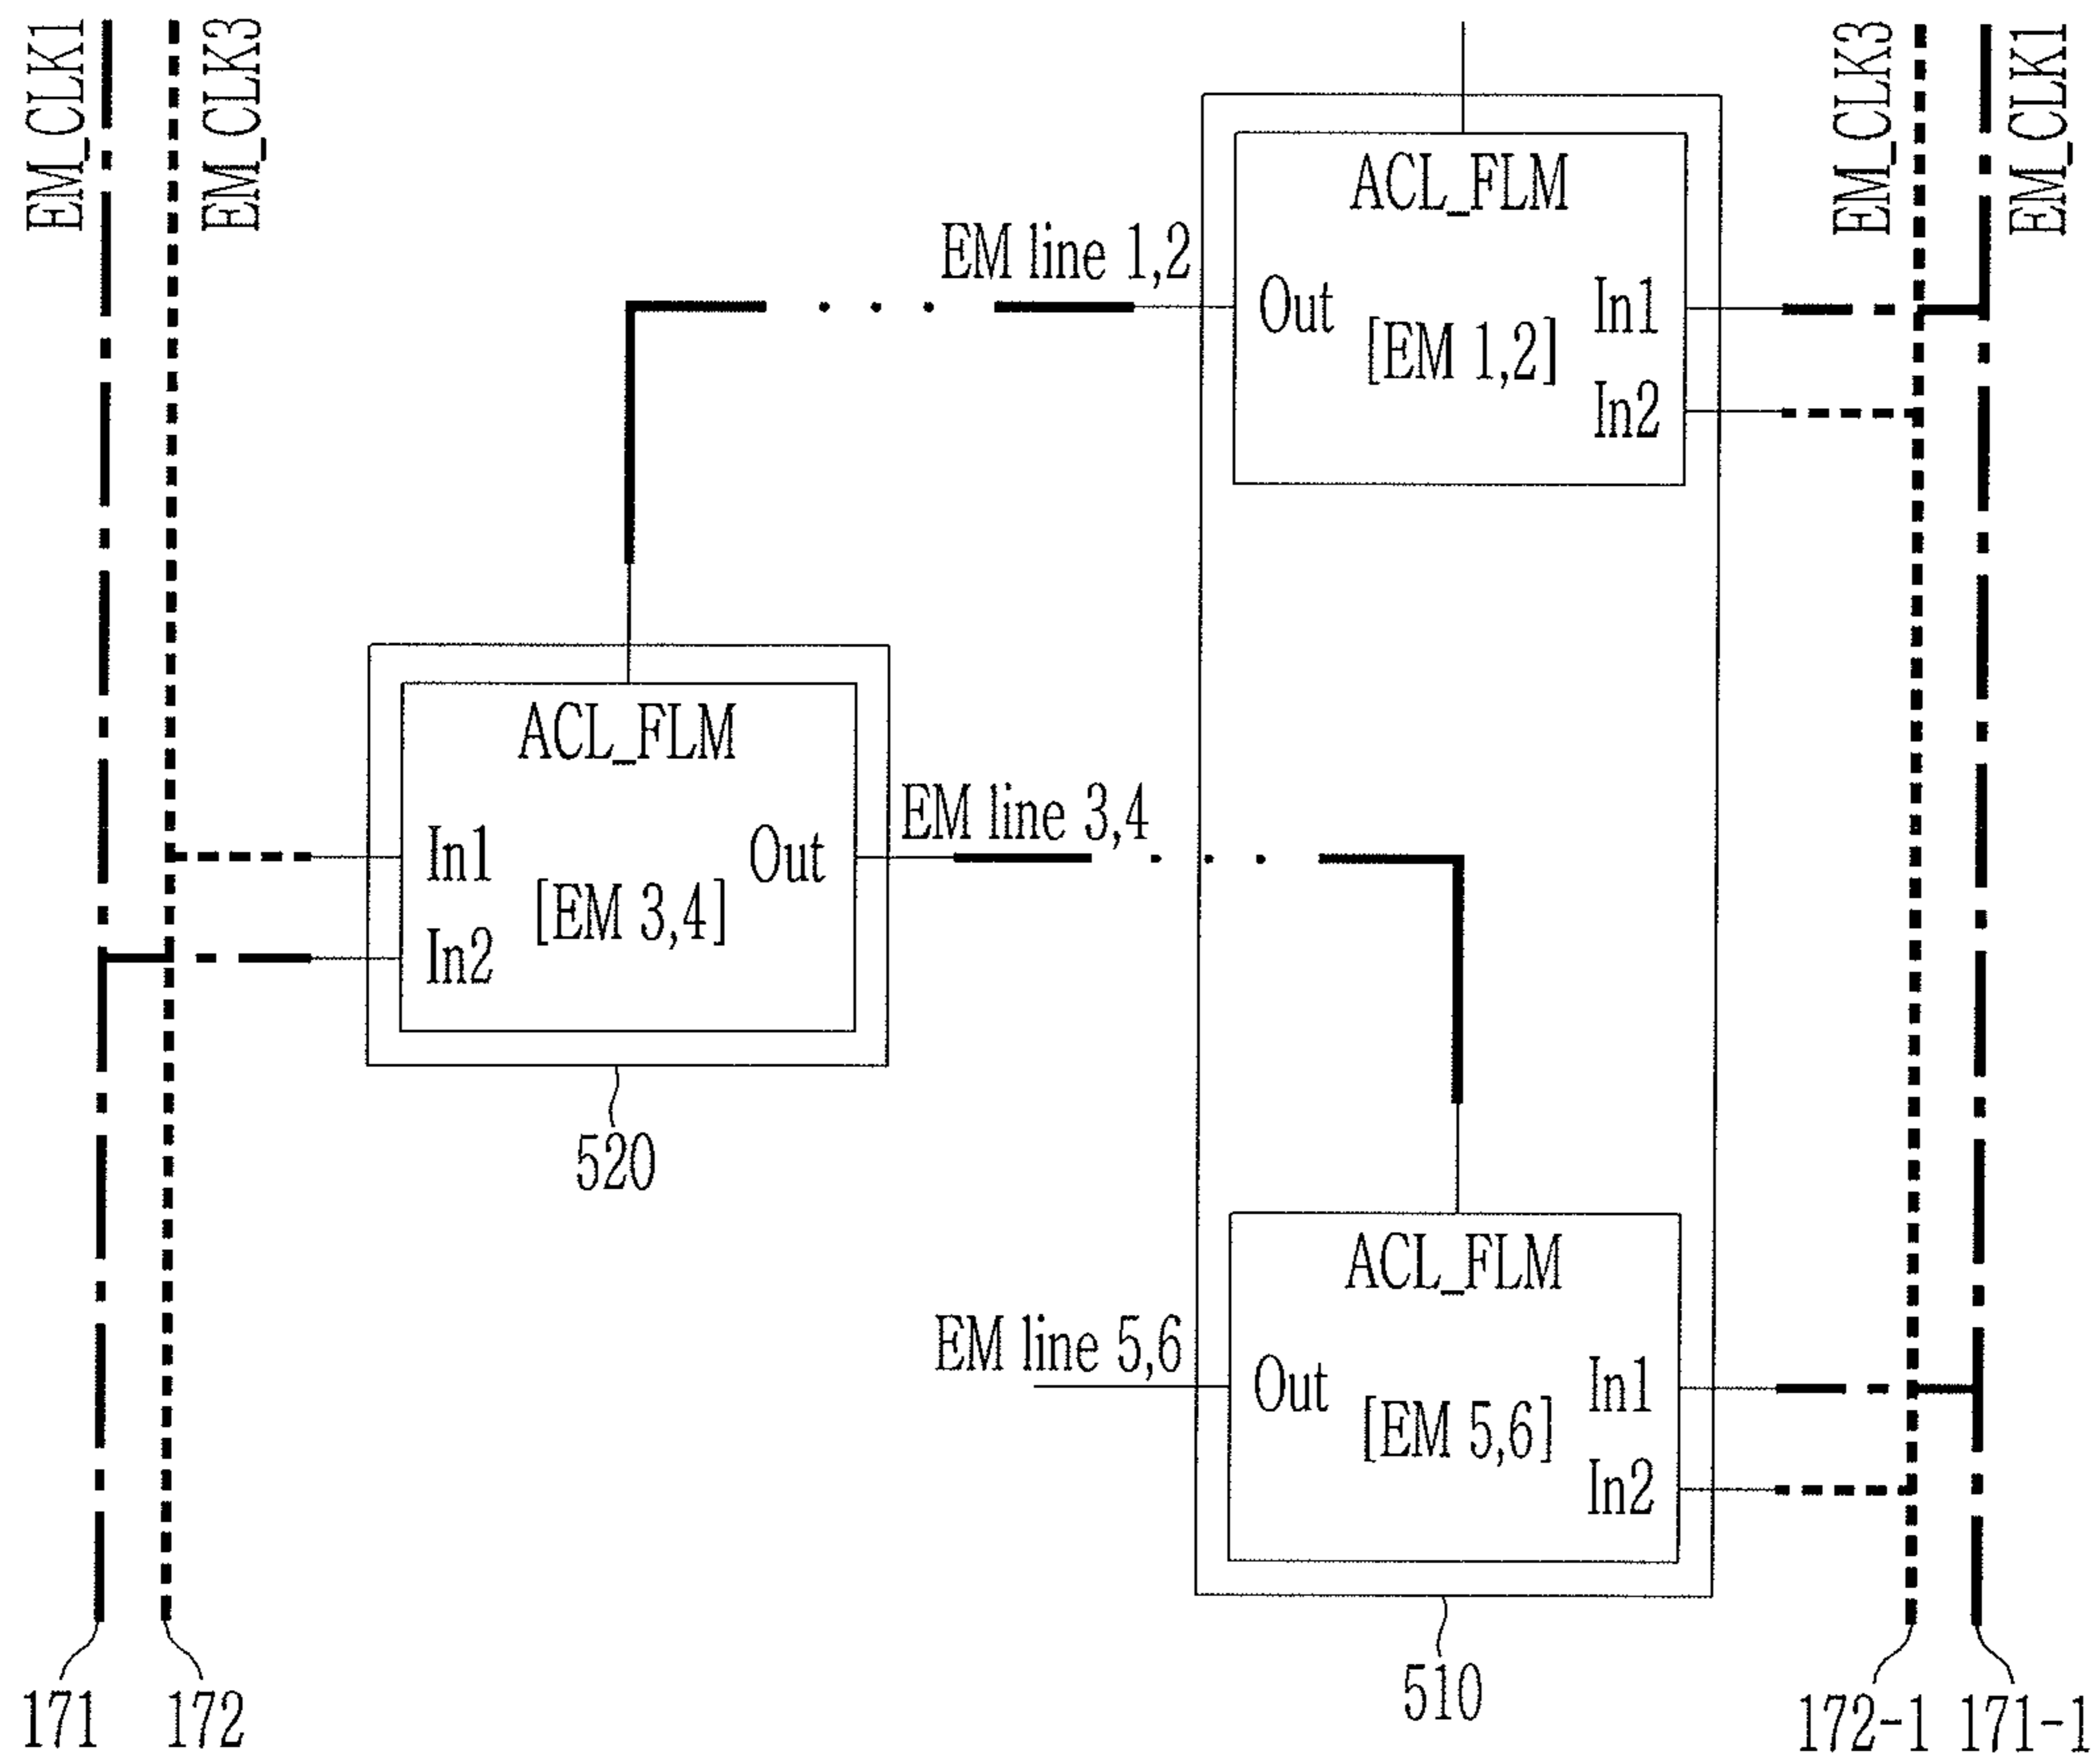 EM_CLK1
EM_CLK3
EM_CLK3
EM_CLK1
ACL_FLM
EM line 1,2
Out
[EM 1,2]
In1
In2
ACL_FLM
In1
[EM 3,4]
Out
In2
EM line 3,4
520
ACL_FLM
EM line 5,6
Out
[EM 5,6]
In1
In2
510
171
172
172-1
171-1